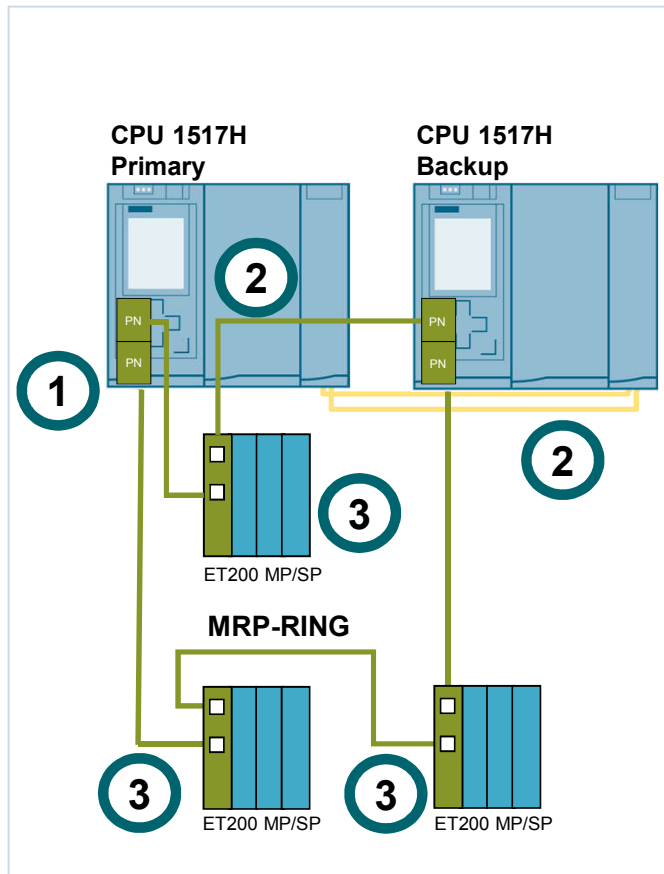 CPU 1517H
Primary
CPU 1517H
Backup
2
PN
PN
PN
PN
1
2
3
ET200 MP/SP
MRP-RING
3
3
ET200 MP/SP
ET200 MP/SP